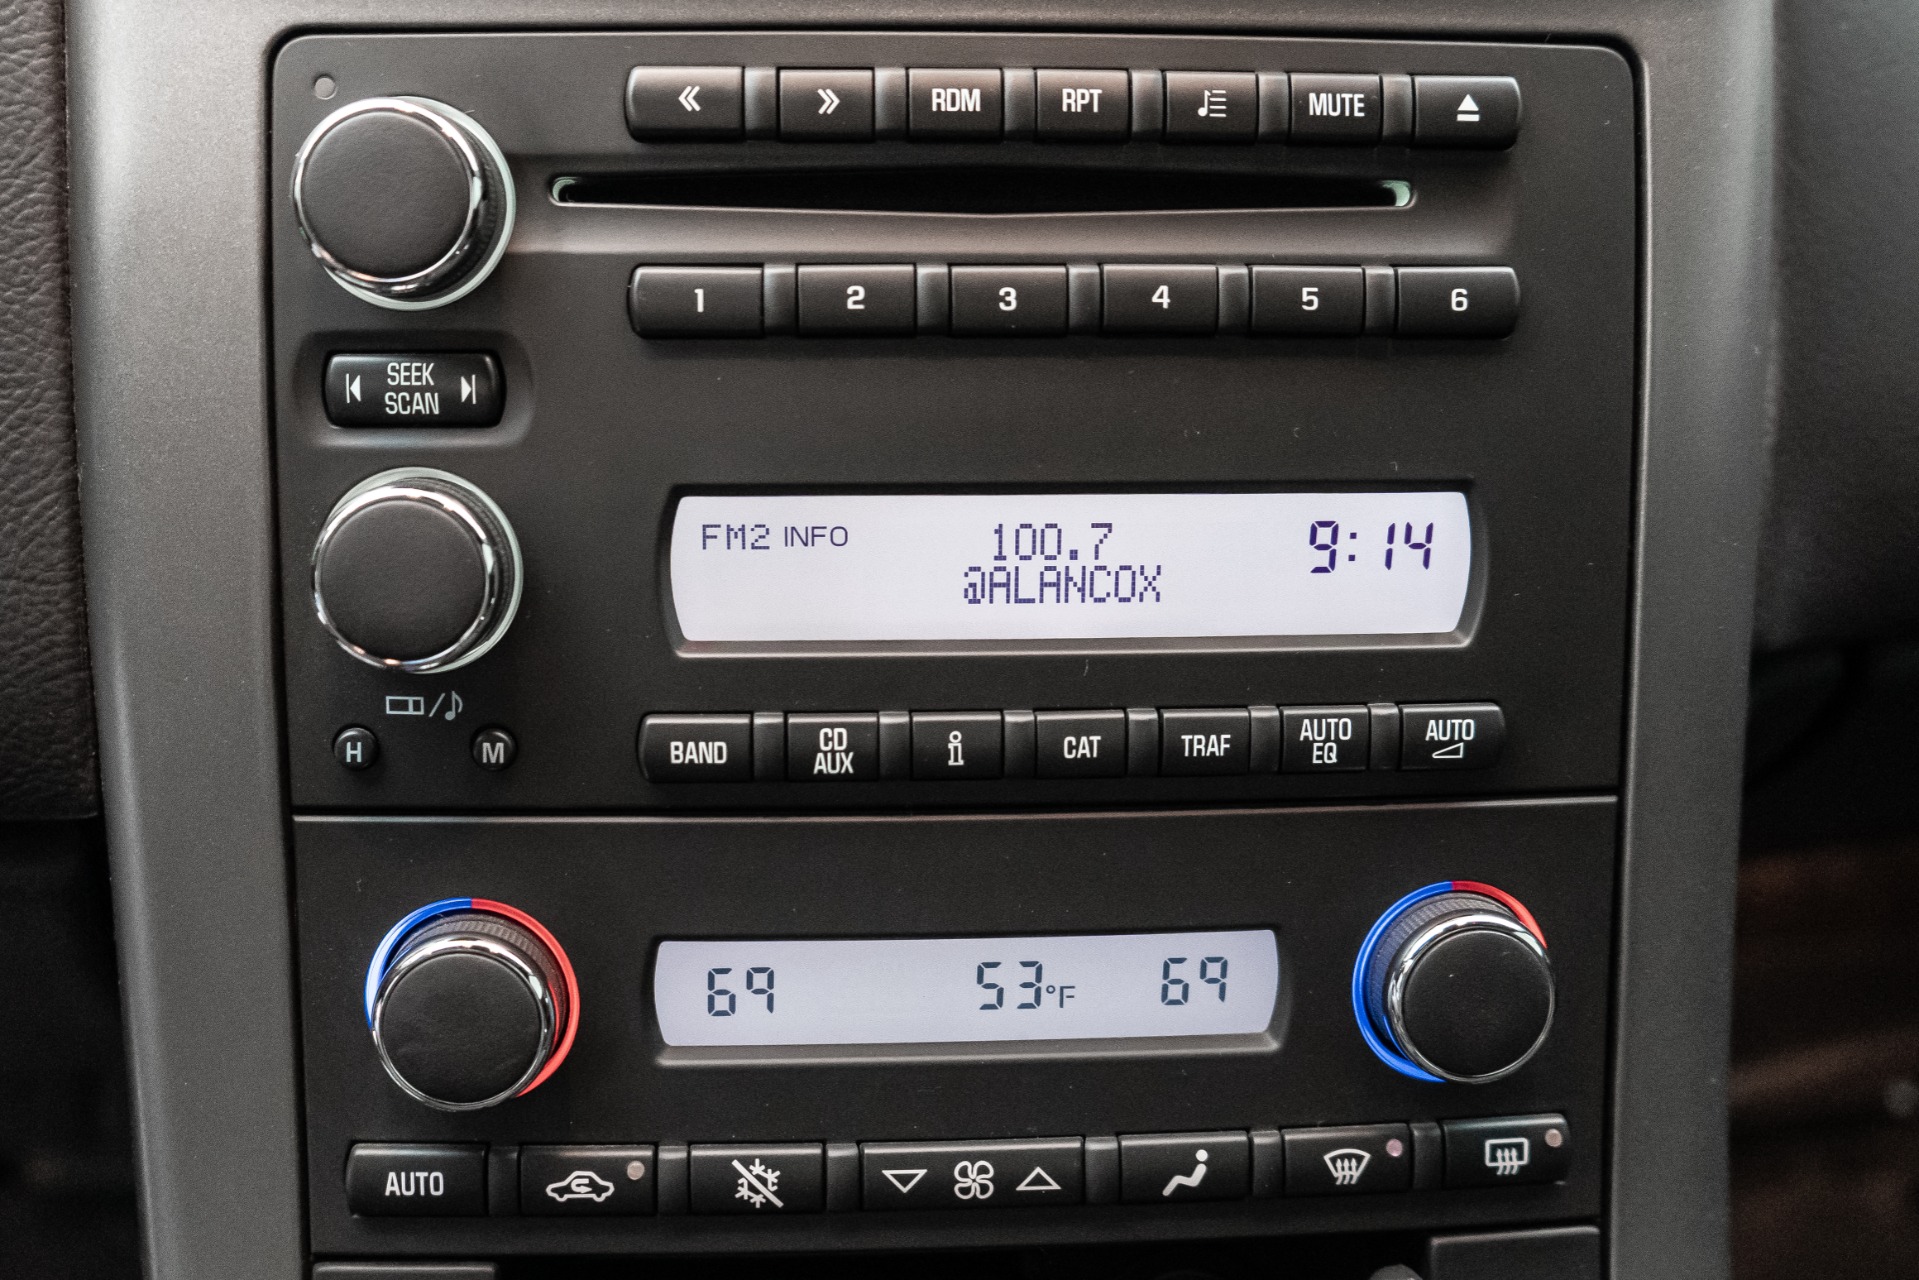 RDM RPT MUTE
1 2 3 4 5 6
SEEK
SCAN
FM2 INFO 100.7 9:14
@ALANCOX
H M
BAND CD AUX i CAT TRAF AUTO EQ AUTO
69 53°F 69
AUTO